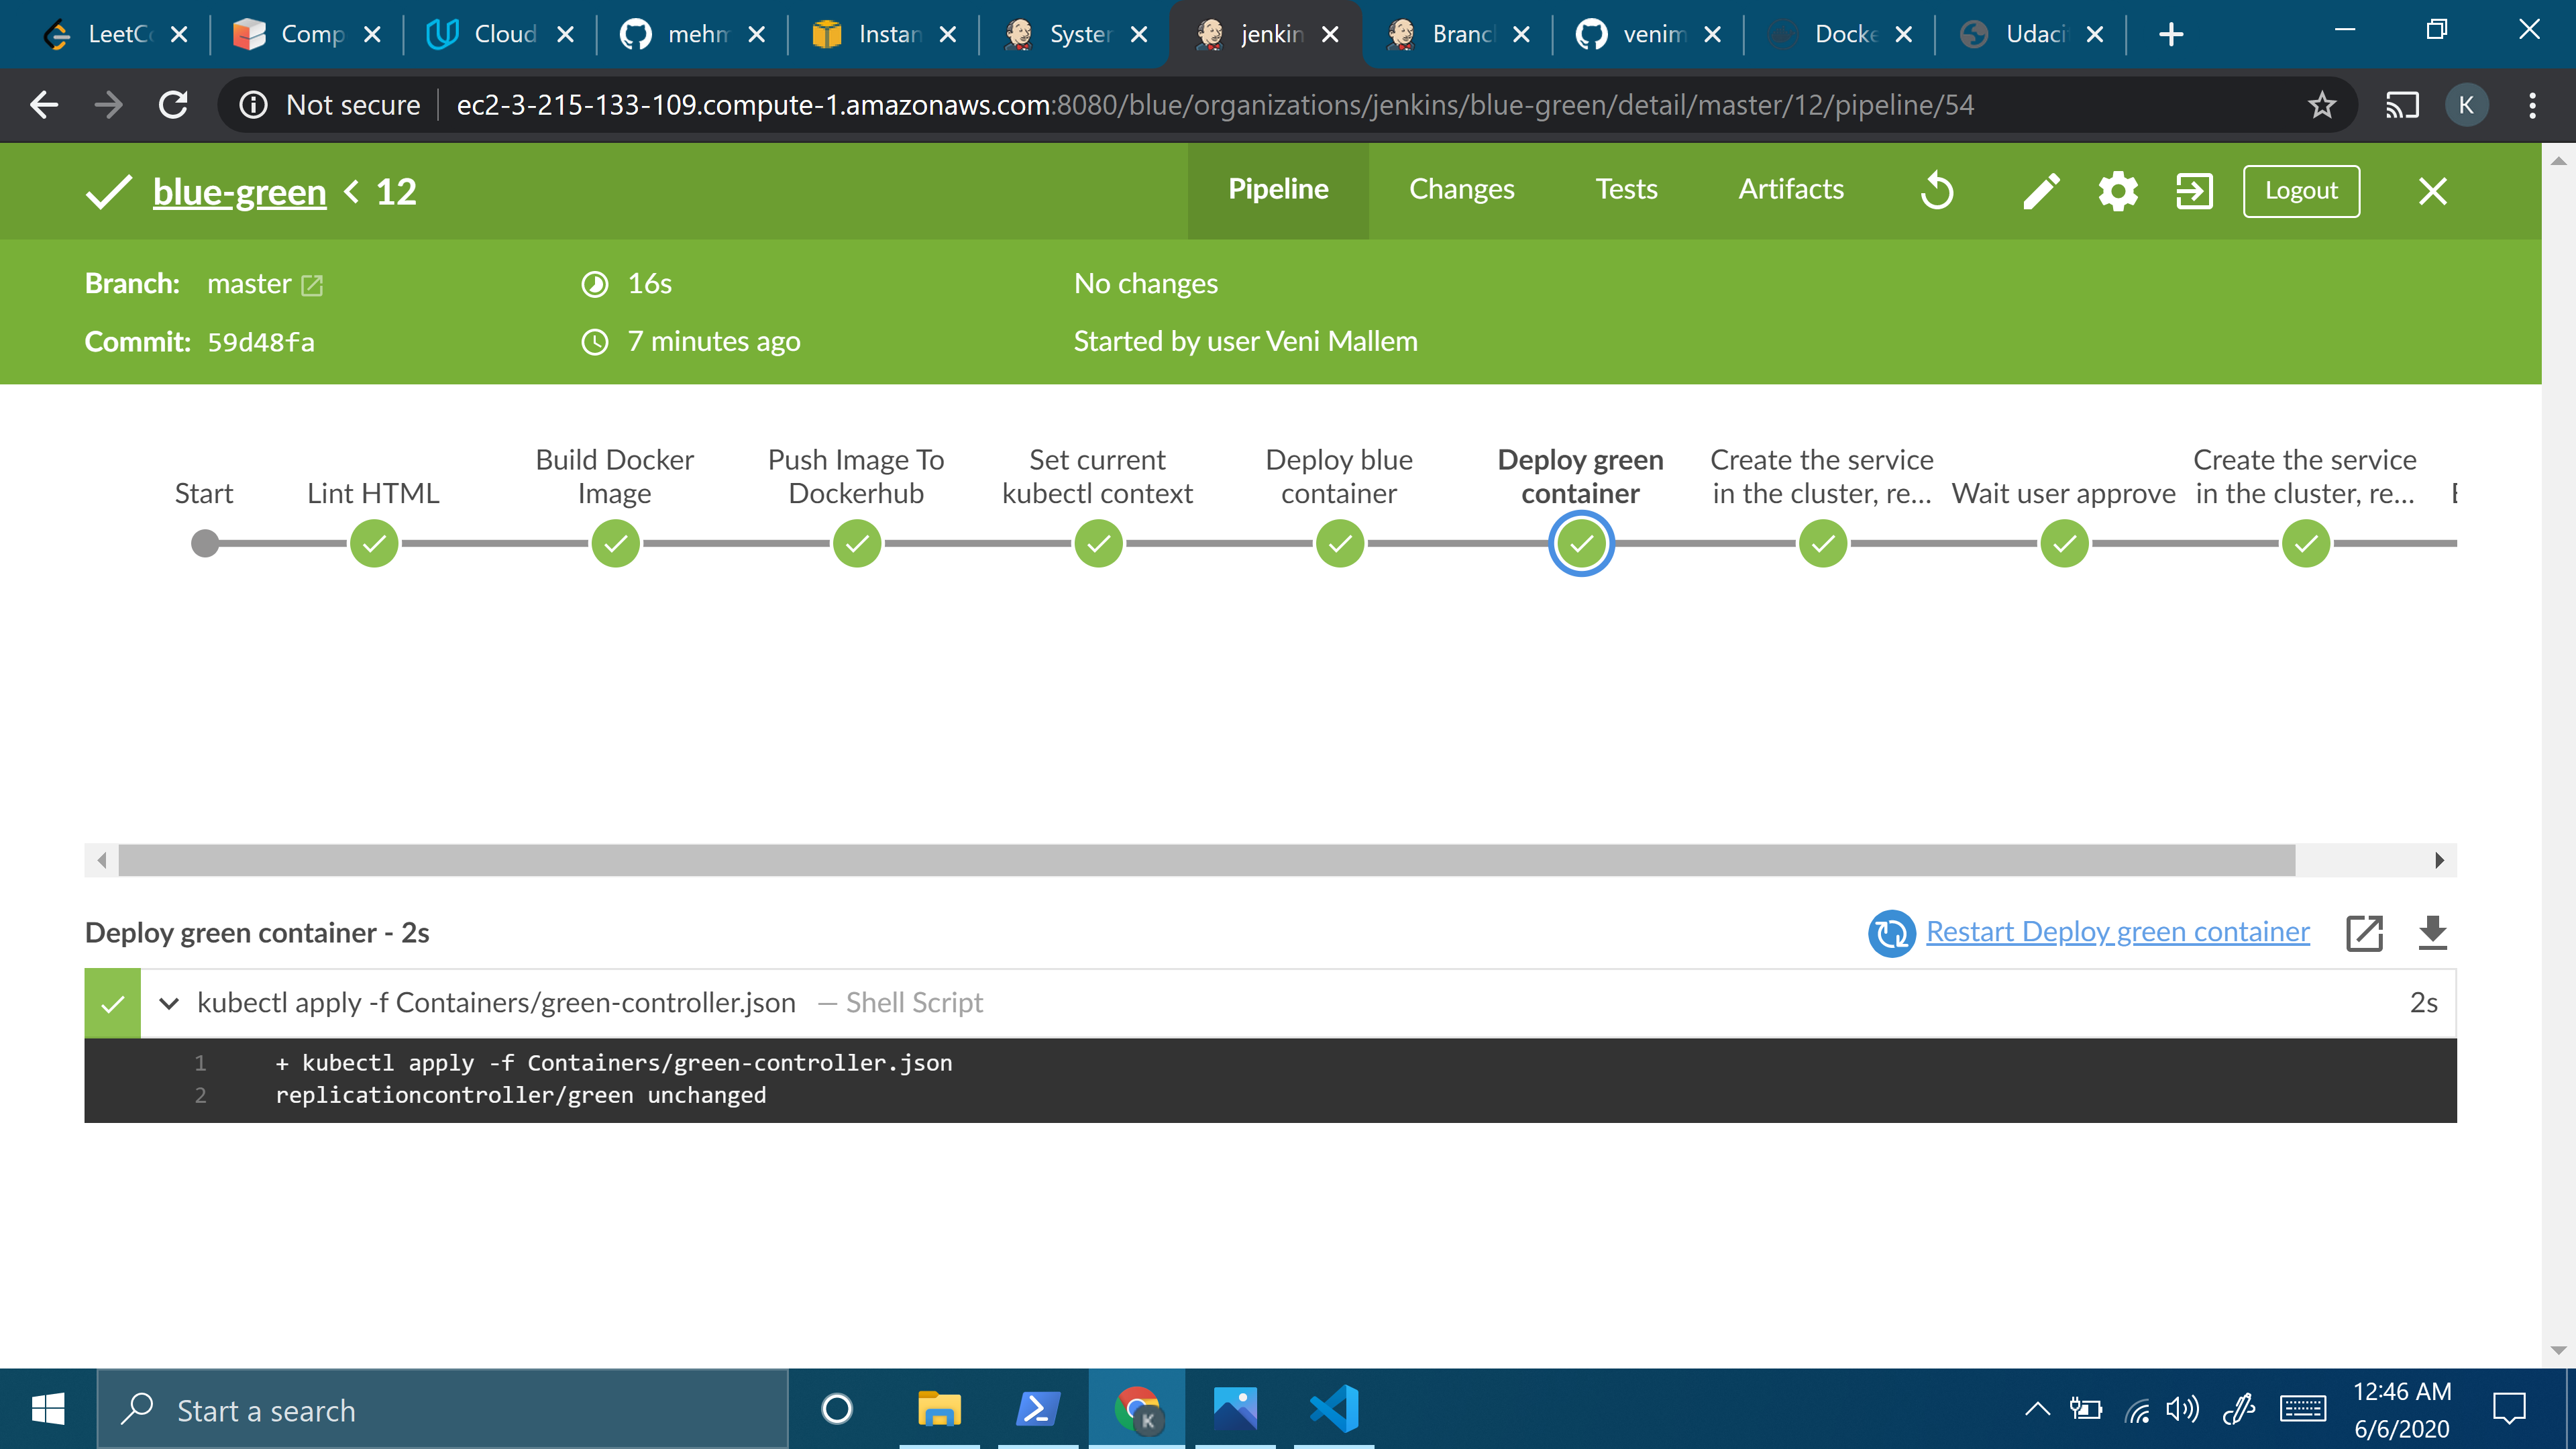 LeetC
Comp
Cloud
mehm
Instan
System
jenkin
Branc
venim
Docke
Udaci
Not secure
ec2-3-215-133-109.compute-1.amazonaws.com:8080/blue/organizations/jenkins/blue-green/detail/master/12/pipeline/54
K
blue-green < 12
Pipeline
Changes
Tests
Artifacts
Logout
Branch: master
16s
No changes
Commit: 59d48fa
7 minutes ago
Started by user Veni Mallem
Start
Lint HTML
Build Docker
Image
Push Image To
Dockerhub
Set current
kubectl context
Deploy blue
container
Deploy green
container
Create the service
in the cluster, re...
Wait user approve
Create the service
in the cluster, re...
Deploy green container - 2s
Restart Deploy green container
kubectl apply -f Containers/green-controller.json — Shell Script
2s
1 + kubectl apply -f Containers/green-controller.json
2 replicationcontroller/green unchanged
Start a search
K
12:46 AM
6/6/2020